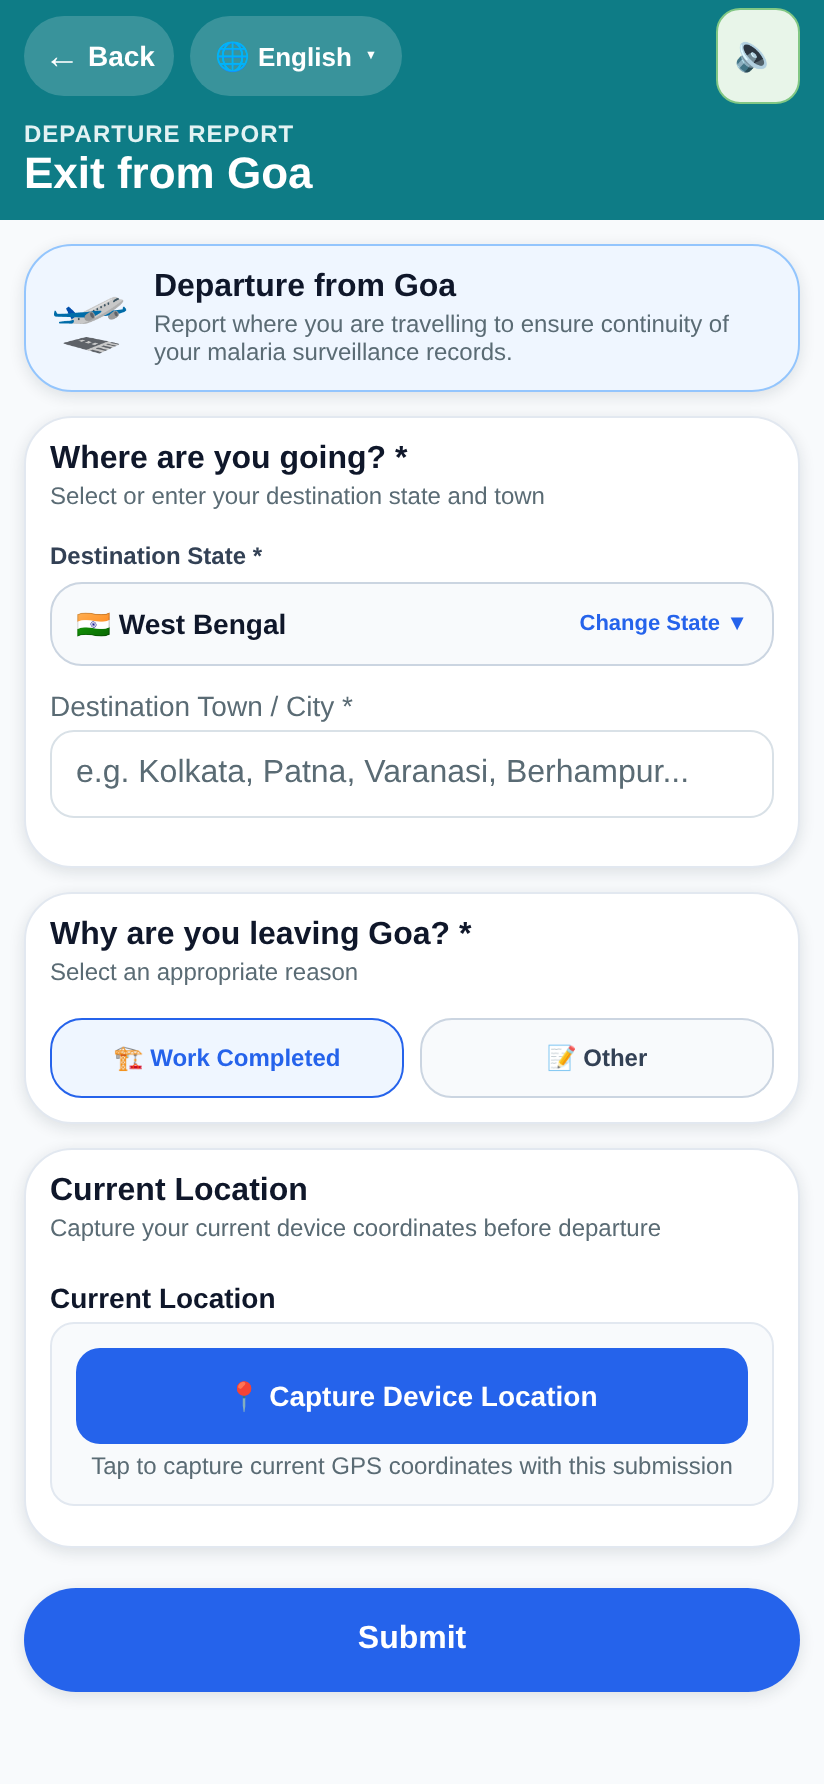 ← Back
🌐 English ▾
DEPARTURE REPORT
Exit from Goa
Departure from Goa
Report where you are travelling to ensure continuity of
your malaria surveillance records.
Where are you going? *
Select or enter your destination state and town
Destination State *
🇮🇳 West Bengal
Change State ▼
Destination Town / City *
e.g. Kolkata, Patna, Varanasi, Berhampur...
Why are you leaving Goa? *
Select an appropriate reason
🏗️ Work Completed
📝 Other
Current Location
Capture your current device coordinates before departure
Current Location
📍 Capture Device Location
Tap to capture current GPS coordinates with this submission
Submit